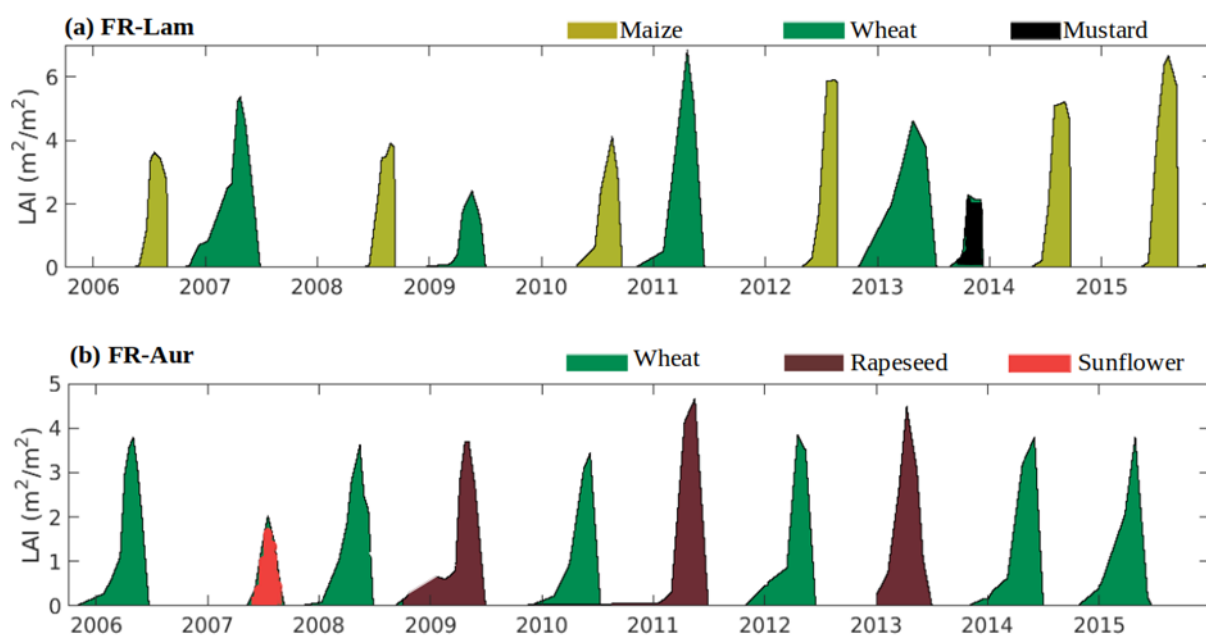 (a) FR-Lam Maize Wheat Mustard
6
4
2
0
LAI (m²/m²)
2006 2007 2008 2009 2010 2011 2012 2013 2014 2015
(b) FR-Aur Wheat Rapeseed Sunflower
5
4
3
2
1
0
LAI (m²/m²)
2006 2007 2008 2009 2010 2011 2012 2013 2014 2015